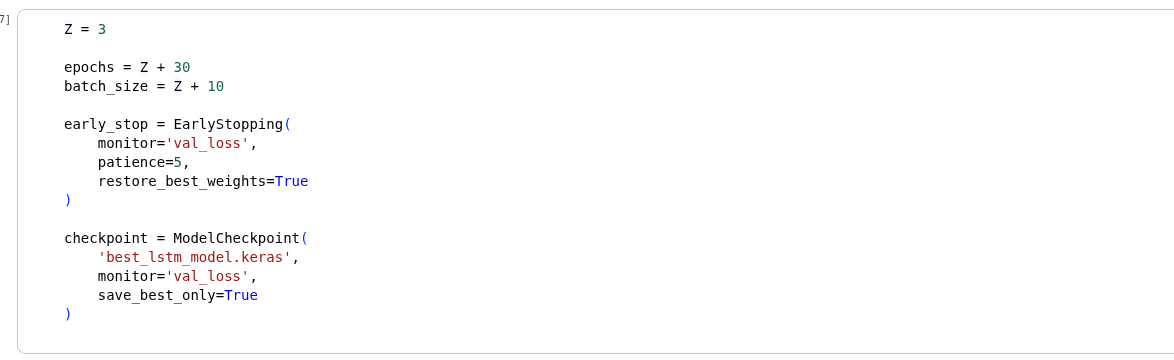 7]
Z = 3
epochs = Z + 30
batch_size = Z + 10
early_stop = EarlyStopping(
    monitor='val_loss',
    patience=5,
    restore_best_weights=True
)
checkpoint = ModelCheckpoint(
    'best_lstm_model.keras',
    monitor='val_loss',
    save_best_only=True
)